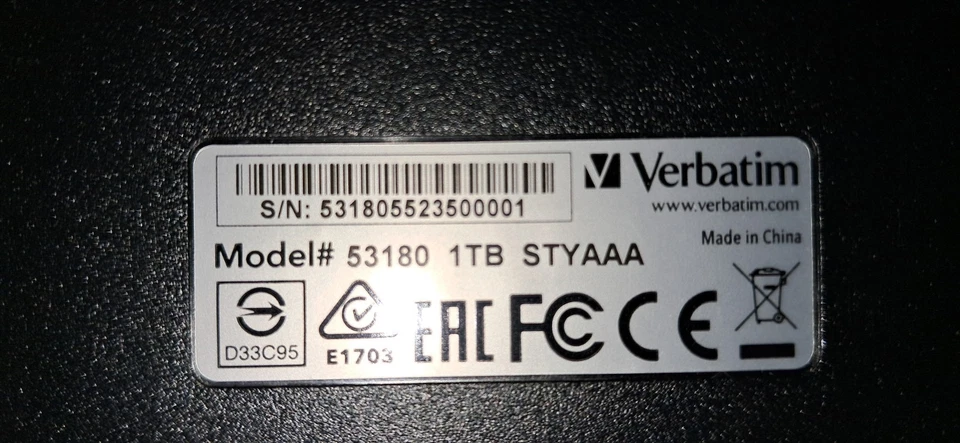 Verbatim
www.verbatim.com
S/N: 531805523500001
Made in China
Model# 53180 1TB STYAAA
D33C95
E1703
EAC
FC
CE